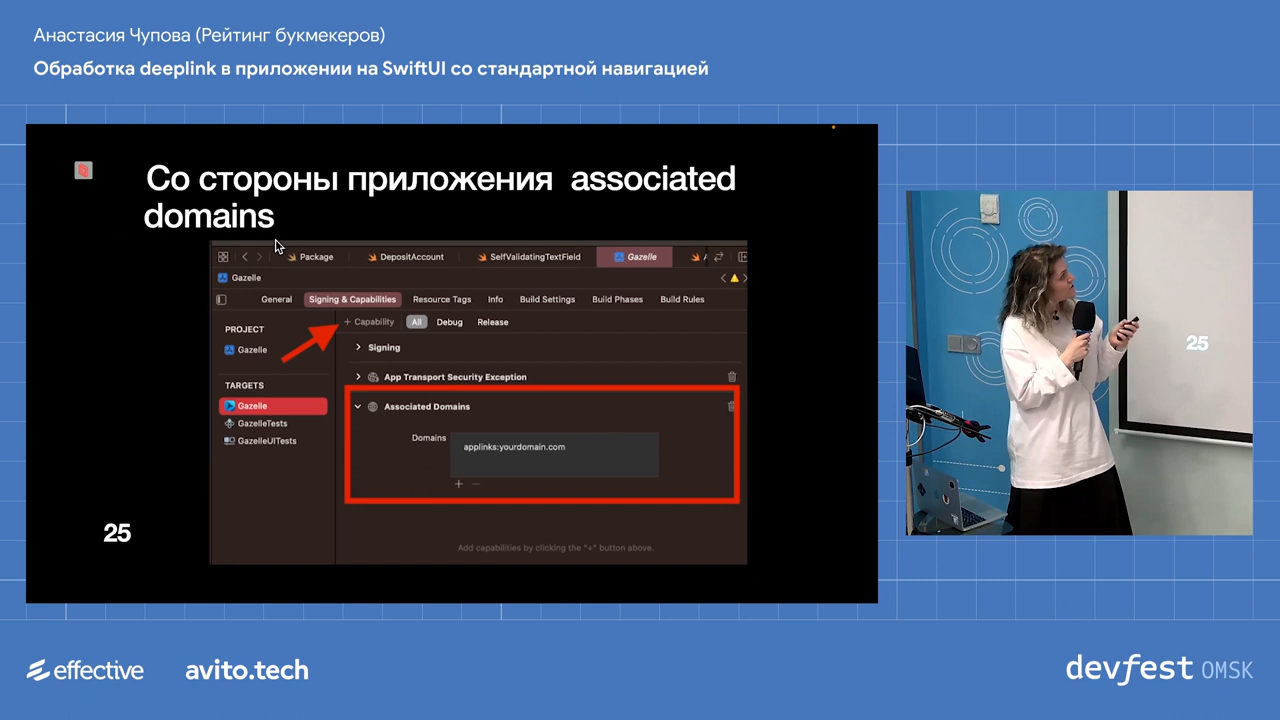 Анастасия Чупова (Рейтинг букмекеров)
Обработка deeplink в приложении на SwiftUI со стандартной навигацией
Со стороны приложения associated
domains
Package
DepositAccount
SelfValidatingTextField
Gazelle
Gazelle
General
Signing & Capabilities
Resource Tags
Info
Build Settings
Build Phases
Build Rules
PROJECT
Gazelle
TARGETS
Gazelle
GazelleTests
GazelleUITests
+ Capability
All
Debug
Release
Signing
App Transport Security Exception
Associated Domains
Domains
applinks:yourdomain.com
+ −
Add capabilities by clicking the "+" button above.
25
25
effective
avito.tech
devfest OMSK